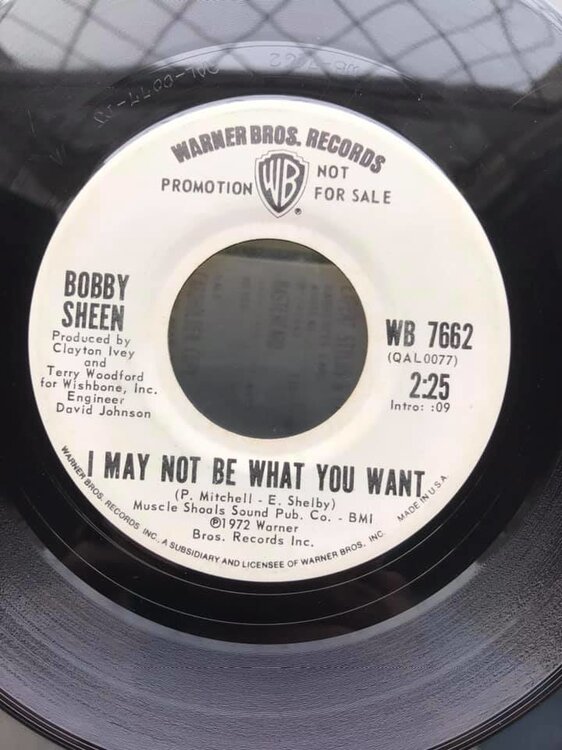 WARNER BROS. RECORDS
PROMOTION WB NOT
FOR SALE
®
BOBBY
SHEEN
Produced by
Clayton Ivey
and
Terry Woodford
for Wishbone, Inc.
Engineer
David Johnson
WB 7662
(QAL0077)
2:25
Intro: :09
I MAY NOT BE WHAT YOU WANT
(P. Mitchell - E. Shelby)
Muscle Shoals Sound Pub. Co. - BMI
℗1972 Warner
Bros. Records Inc.
WARNER BROS. RECORDS INC., A SUBSIDIARY AND LICENSEE OF WARNER BROS. INC. MADE IN U.S.A.